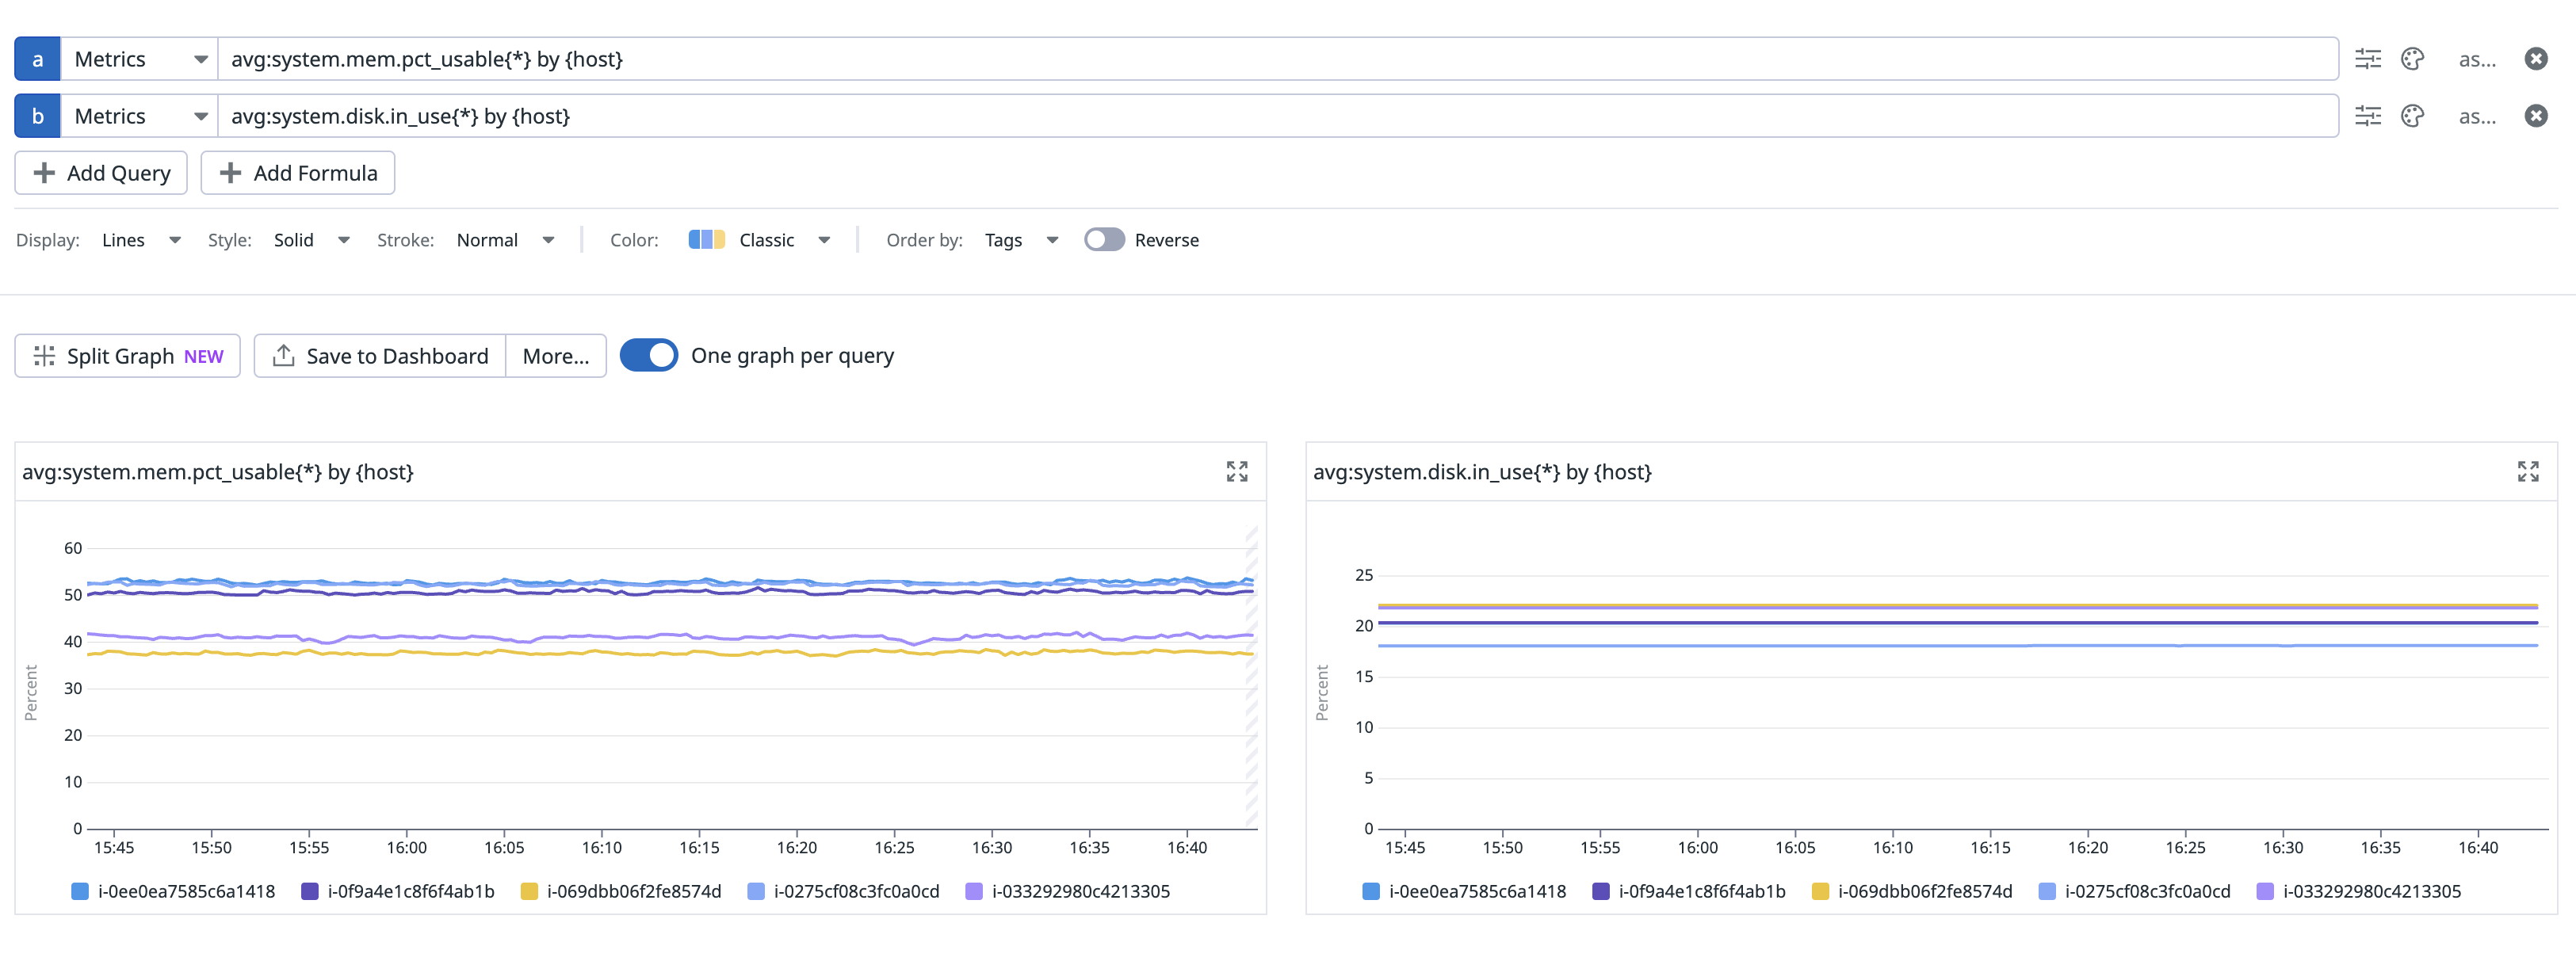 a Metrics avg:system.mem.pct_usable{*} by {host} as...
b Metrics avg:system.disk.in_use{*} by {host} as...
Add Query Add Formula
Display: Lines Style: Solid Stroke: Normal Color: Classic Order by: Tags Reverse
Split Graph NEW Save to Dashboard More... One graph per query
avg:system.mem.pct_usable{*} by {host}
Percent
60
50
40
30
20
10
0
15:45 15:50 15:55 16:00 16:05 16:10 16:15 16:20 16:25 16:30 16:35 16:40
i-0ee0ea7585c6a1418 i-0f9a4e1c8f6f4ab1b i-069dbb06f2fe8574d i-0275cf08c3fc0a0cd i-033292980c4213305
avg:system.disk.in_use{*} by {host}
Percent
25
20
15
10
5
0
15:45 15:50 15:55 16:00 16:05 16:10 16:15 16:20 16:25 16:30 16:35 16:40
i-0ee0ea7585c6a1418 i-0f9a4e1c8f6f4ab1b i-069dbb06f2fe8574d i-0275cf08c3fc0a0cd i-033292980c4213305